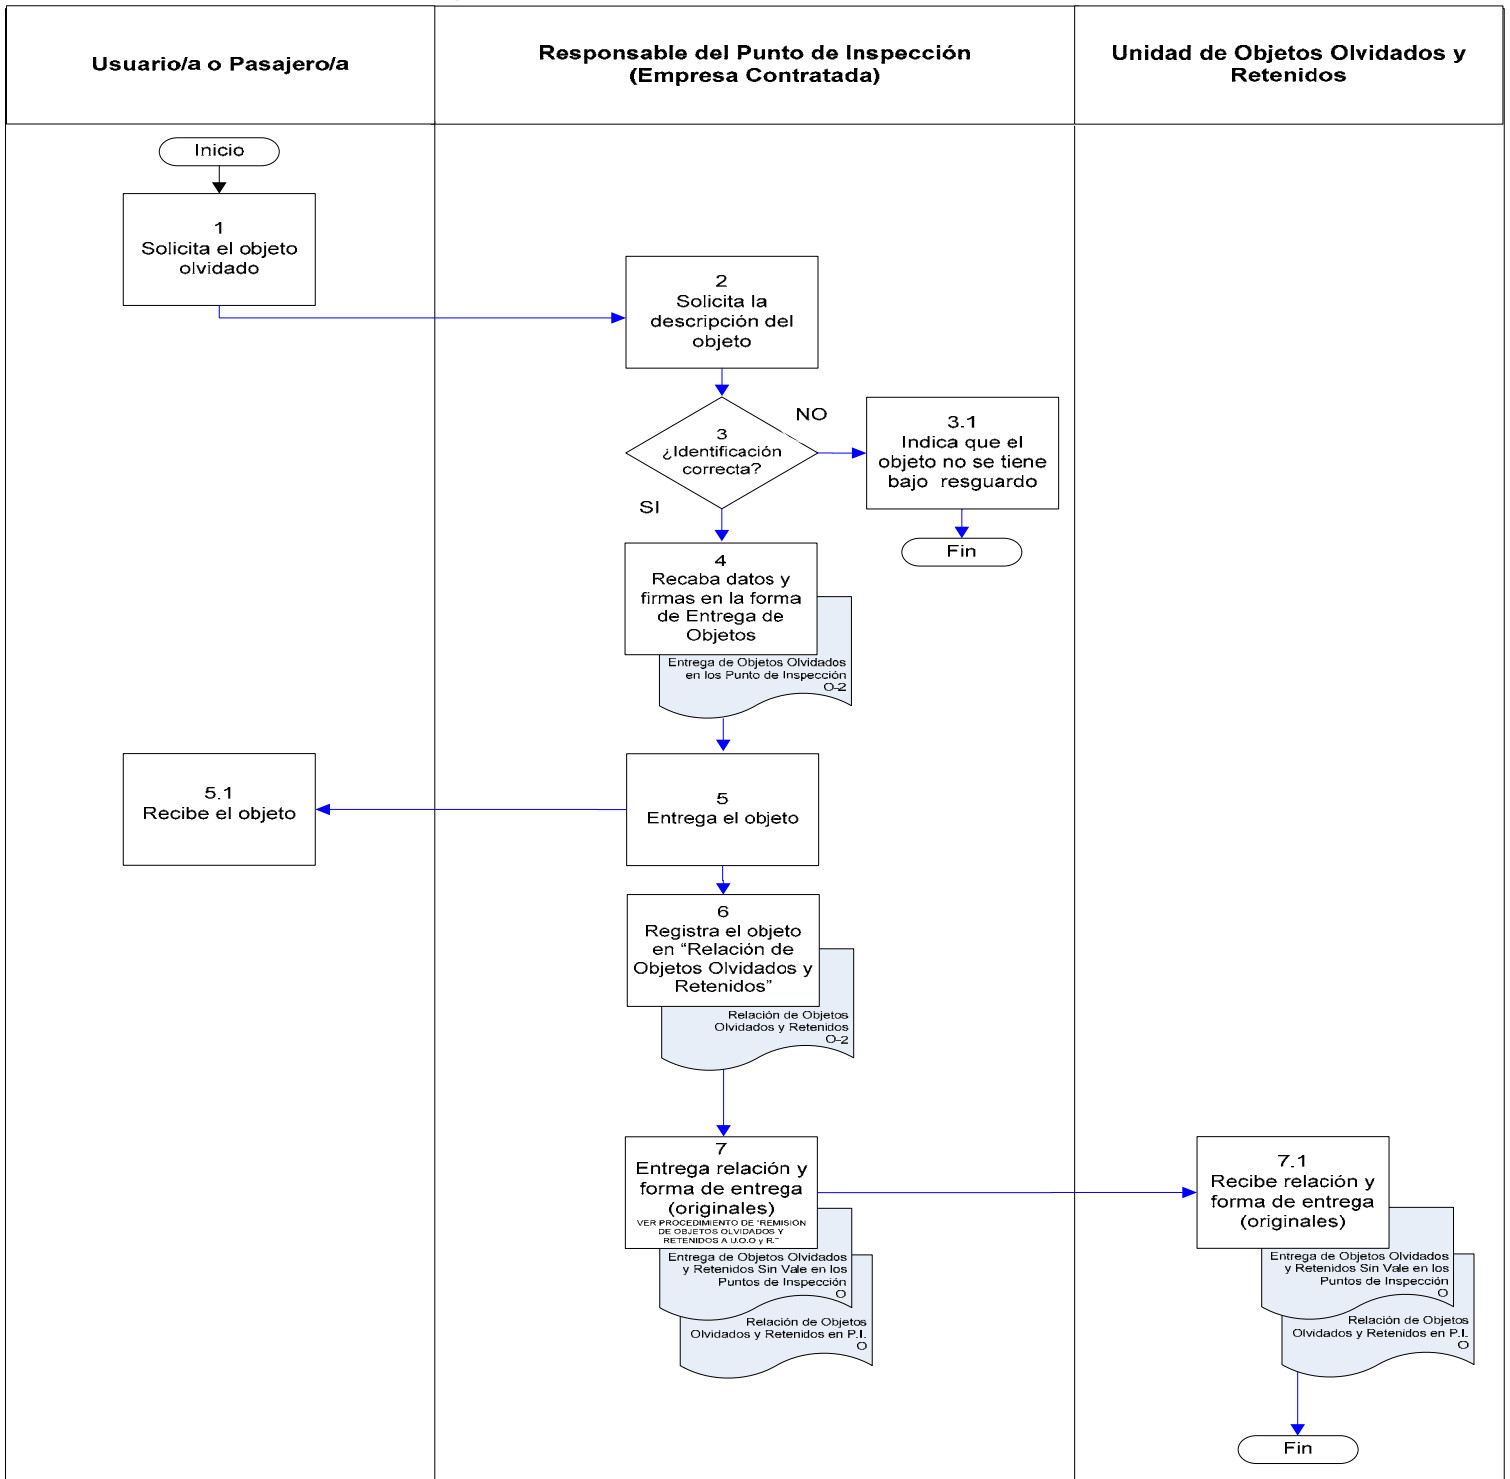 Usuario/a o Pasajero/a
Responsable del Punto de Inspección
(Empresa Contratada)
Unidad de Objetos Olvidados y
Retenidos
Inicio
1
Solicita el objeto
olvidado
2
Solicita la
descripción del
objeto
3
¿Identificación
correcta?
NO
SI
3.1
Indica que el
objeto no se tiene
bajo resguardo
Fin
4
Recaba datos y
firmas en la forma
de Entrega de
Objetos
Entrega de Objetos Olvidados
en los Punto de Inspección
O-2
5.1
Recibe el objeto
5
Entrega el objeto
6
Registra el objeto
en “Relación de
Objetos Olvidados y
Retenidos”
Relación de Objetos
Olvidados y Retenidos
O-2
7
Entrega relación y
forma de entrega
(originales)
VER PROCEDIMIENTO DE “REMISIÓN
DE OBJETOS OLVIDADOS Y
RETENIDOS A U.O.O y R.”
Entrega de Objetos Olvidados
y Retenidos Sin Vale en los
Puntos de Inspección
O
Relación de Objetos
Olvidados y Retenidos en P.I.
O
7.1
Recibe relación y
forma de entrega
(originales)
Entrega de Objetos Olvidados
y Retenidos Sin Vale en los
Puntos de Inspección
O
Relación de Objetos
Olvidados y Retenidos en P.I.
O
Fin